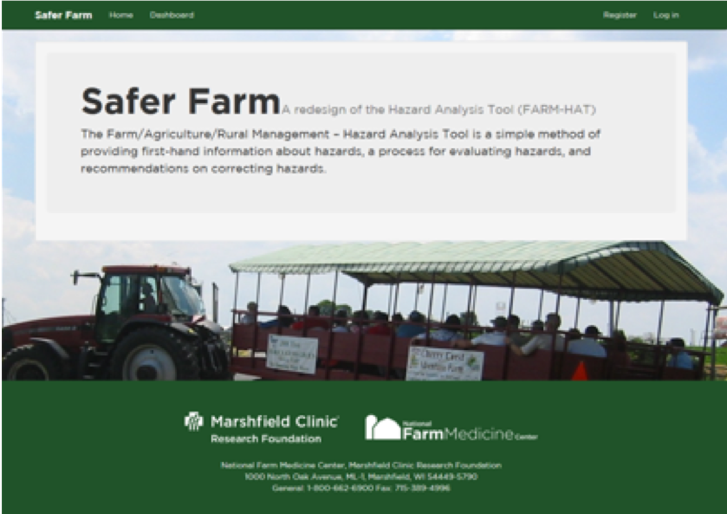 Safer Farm Home Dashboard Register Log in
Safer Farm A redesign of the Hazard Analysis Tool (FARM-HAT)
The Farm/Agriculture/Rural Management – Hazard Analysis Tool is a simple method of
providing first-hand information about hazards, a process for evaluating hazards, and
recommendations on correcting hazards.
Cherry Crest
Farm
Marshfield Clinic
Research Foundation
National
FarmMedicine Center
National Farm Medicine Center, Marshfield Clinic Research Foundation
1000 North Oak Avenue, ML-1, Marshfield, WI 54449-5790
General: 1-800-662-6900 Fax: 715-389-4996